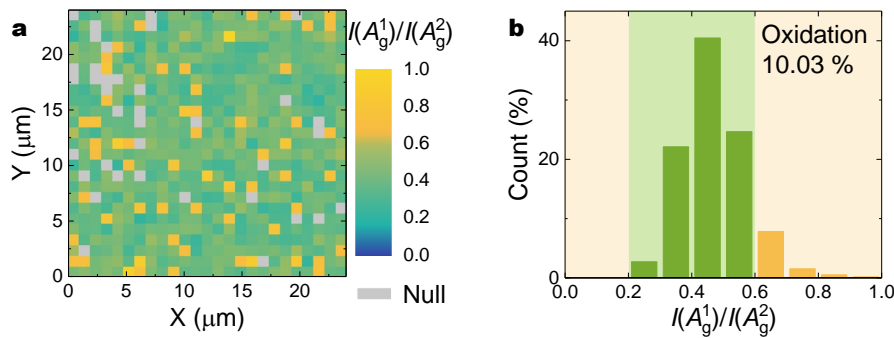 a
I(A¹g)/I(A²g)
1.0
0.8
0.6
0.4
0.2
0.0
Null
Y (μm)
20
15
10
5
0
0 5 10 15 20
X (μm)
b
Oxidation
10.03 %
Count (%)
40
20
0
0.0 0.2 0.4 0.6 0.8 1.0
I(A¹g)/I(A²g)